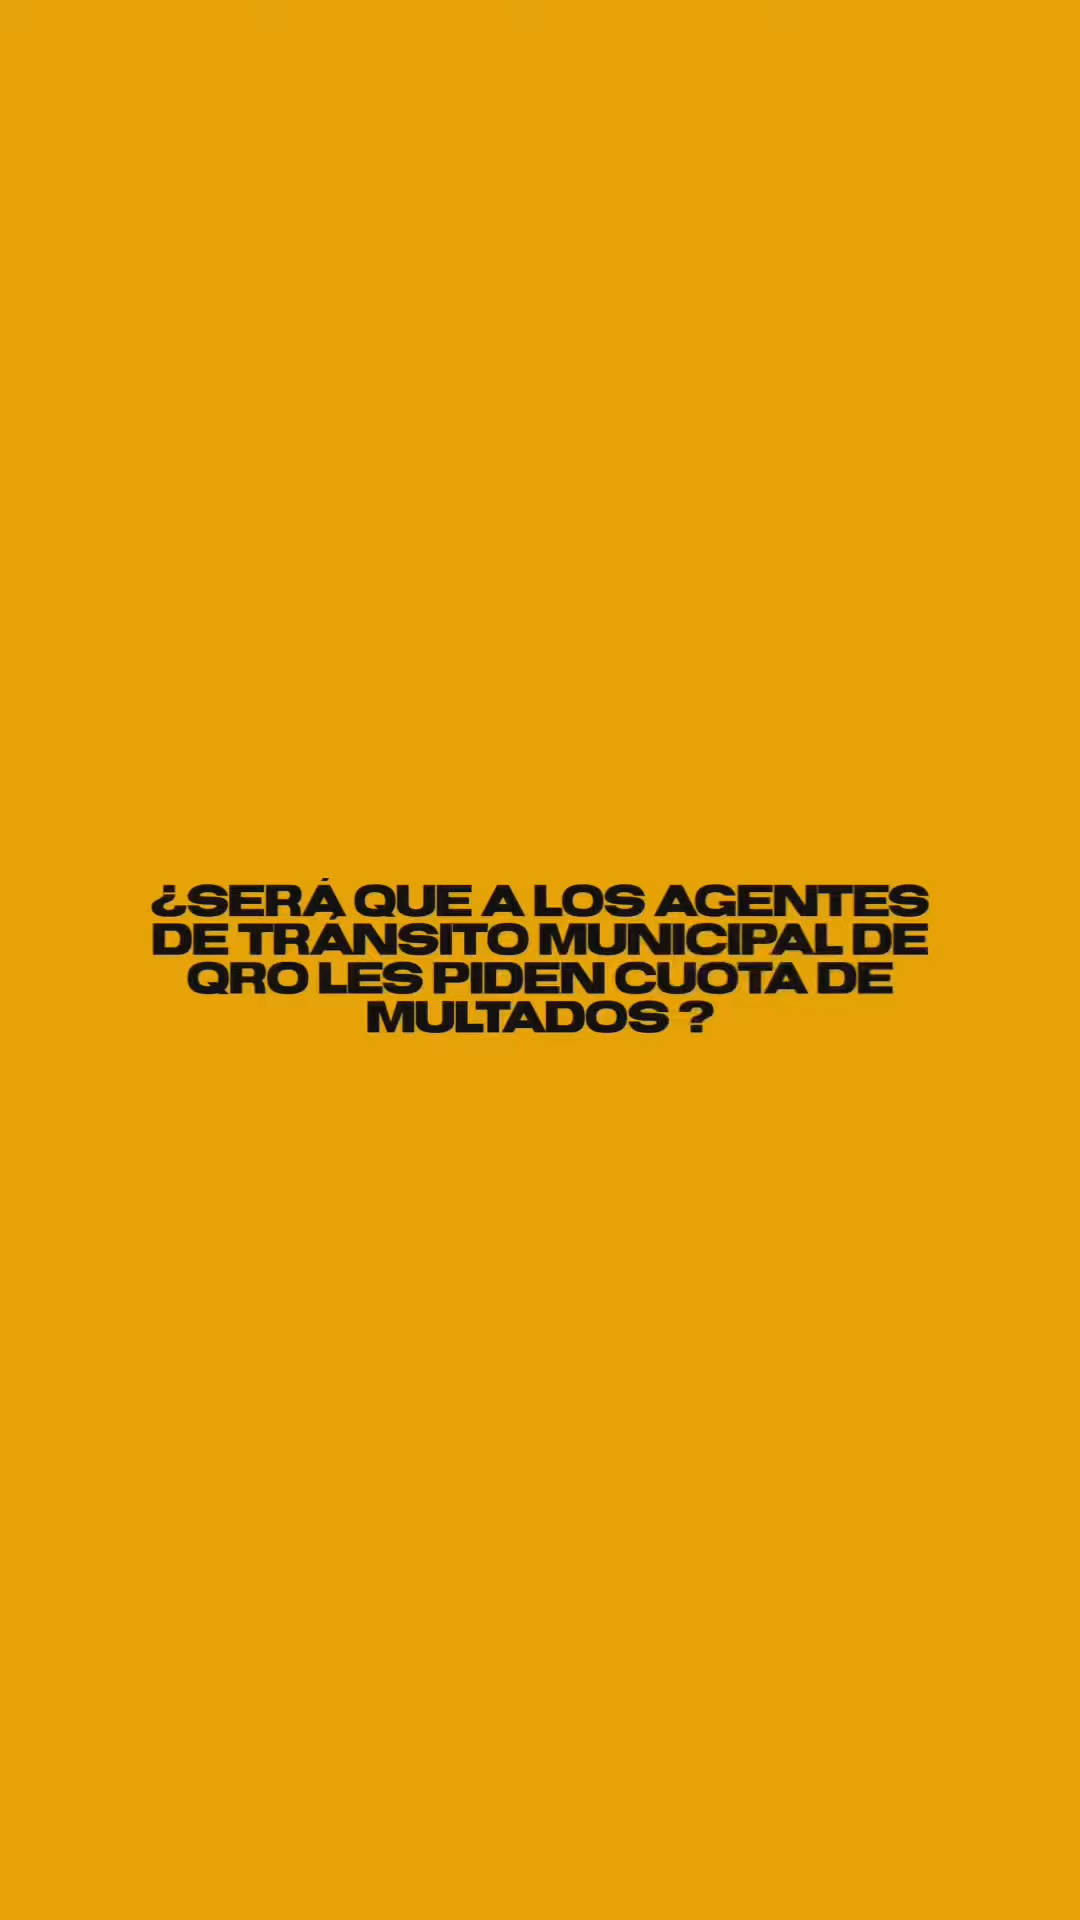 ¿SERÁ QUE A LOS AGENTES
DE TRÁNSITO MUNICIPAL DE
QRO LES PIDEN CUOTA DE
MULTADOS ?